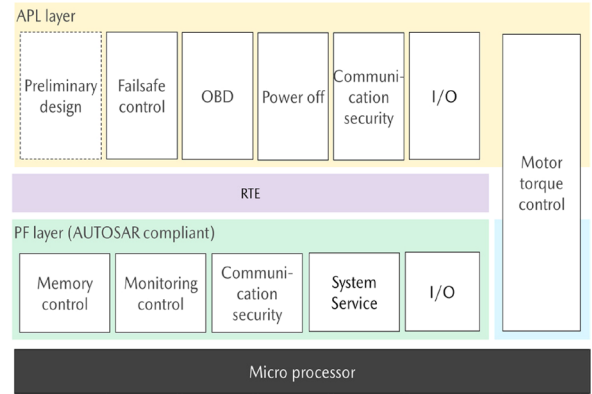 APL layer
Preliminary
design
Failsafe
control
OBD
Power off
Communi-
cation
security
I/O
Motor
torque
control
RTE
PF layer (AUTOSAR compliant)
Memory
control
Monitoring
control
Communi-
cation
security
System
Service
I/O
Micro processor